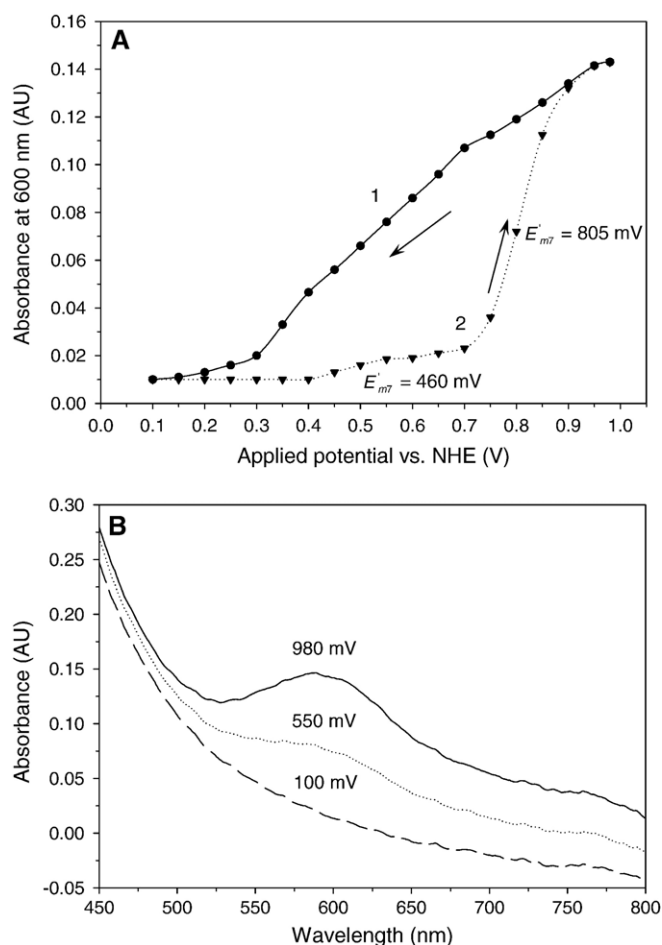 A
0.16
0.14
0.12
0.10
0.08
0.06
0.04
0.02
0.00
Absorbance at 600 nm (AU)
1
2
E'm7 = 805 mV
E'm7 = 460 mV
0.0 0.1 0.2 0.3 0.4 0.5 0.6 0.7 0.8 0.9 1.0
Applied potential vs. NHE (V)
B
0.30
0.25
0.20
0.15
0.10
0.05
0.00
-0.05
Absorbance (AU)
980 mV
550 mV
100 mV
450 500 550 600 650 700 750 800
Wavelength (nm)